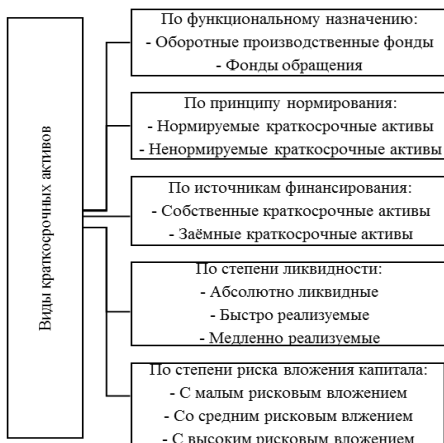 Виды краткосрочных активов
По функциональному назначению:
- Оборотные производственные фонды
- Фонды обращения
По принципу нормирования:
- Нормируемые краткосрочные активы
- Ненормируемые краткосрочные активы
По источникам финансирования:
- Собственные краткосрочные активы
- Заёмные краткосрочные активы
По степени ликвидности:
- Абсолютно ликвидные
- Быстро реализуемые
- Медленно реализуемые
По степени риска вложения капитала:
- С малым рисковым вложением
- Со средним рисковым влжением
- С высоким рисковым вложением